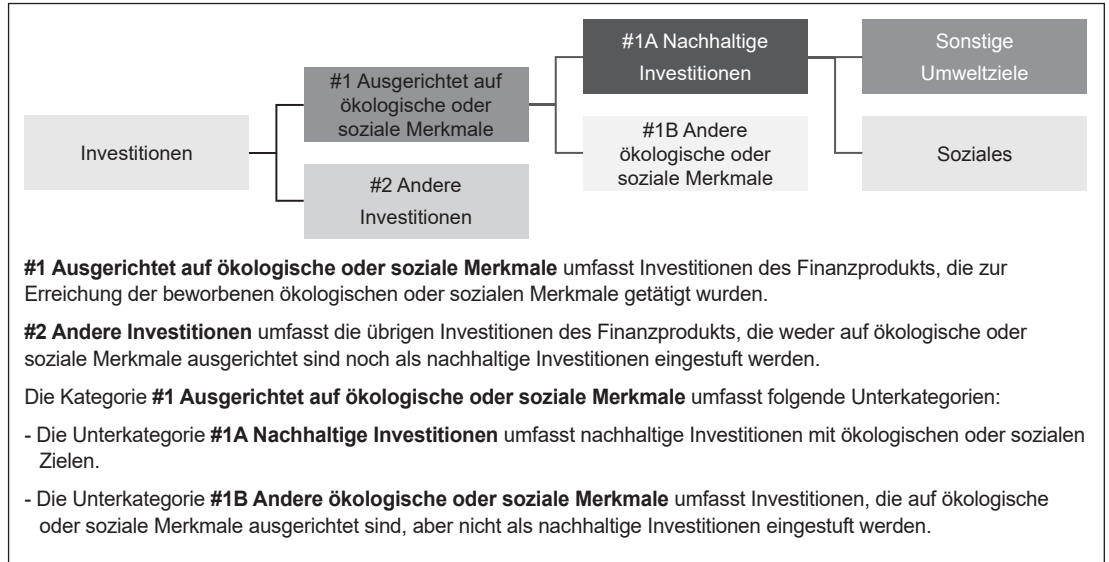 #1A Nachhaltige
Investitionen
Sonstige
Umweltziele
#1 Ausgerichtet auf
ökologische oder
soziale Merkmale
#1B Andere
ökologische oder
soziale Merkmale
Investitionen
Soziales
#2 Andere
Investitionen
#1 Ausgerichtet auf ökologische oder soziale Merkmale umfasst Investitionen des Finanzprodukts, die zur
Erreichung der beworbenen ökologischen oder sozialen Merkmale getätigt wurden.
#2 Andere Investitionen umfasst die übrigen Investitionen des Finanzprodukts, die weder auf ökologische oder
soziale Merkmale ausgerichtet sind noch als nachhaltige Investitionen eingestuft werden.
Die Kategorie #1 Ausgerichtet auf ökologische oder soziale Merkmale umfasst folgende Unterkategorien:
- Die Unterkategorie #1A Nachhaltige Investitionen umfasst nachhaltige Investitionen mit ökologischen oder sozialen
Zielen.
- Die Unterkategorie #1B Andere ökologische oder soziale Merkmale umfasst Investitionen, die auf ökologische
oder soziale Merkmale ausgerichtet sind, aber nicht als nachhaltige Investitionen eingestuft werden.